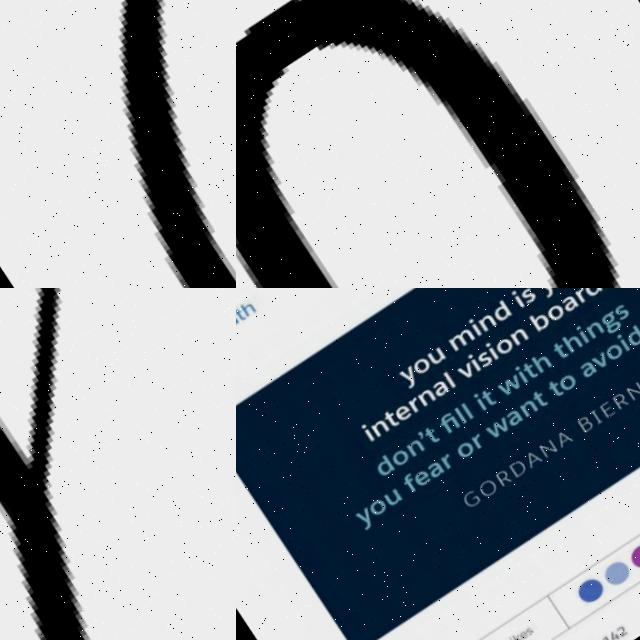 you mind is
internal vision board
don't fill it with things
you fear or want to avoid
GORDANA BIERN